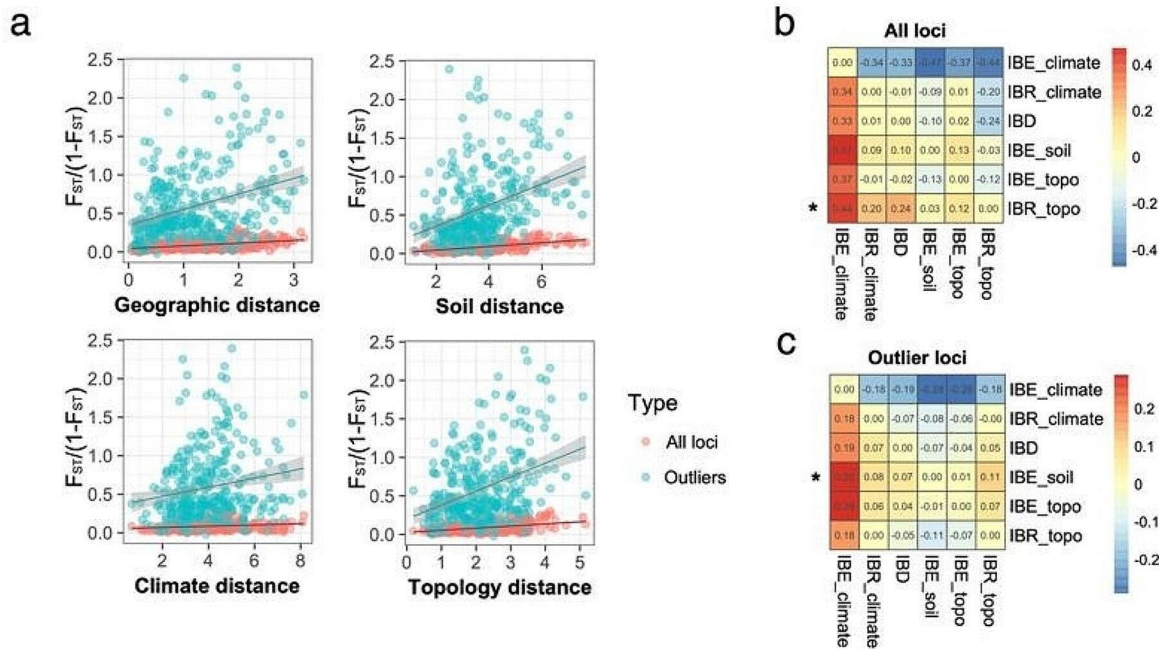 a
2.5
2.0
1.5
1.0
0.5
0.0
FST/(1-FST)
0 1 2 3
Geographic distance
2.5
2.0
1.5
1.0
0.5
0.0
FST/(1-FST)
2 4 6
Soil distance
2.5
2.0
1.5
1.0
0.5
0.0
FST/(1-FST)
2 4 6 8
Climate distance
2.5
2.0
1.5
1.0
0.5
0.0
FST/(1-FST)
0 1 2 3 4 5
Topology distance
Type
All loci
Outliers
b
All loci
0.00 -0.34 -0.33 -0.47 -0.37 -0.44 IBE_climate
0.34 0.00 -0.01 -0.09 0.01 -0.20 IBR_climate
0.33 0.01 0.00 -0.10 0.02 -0.24 IBD
0.47 0.09 0.10 0.00 0.13 -0.03 IBE_soil
0.37 -0.01 -0.02 -0.13 0.00 -0.12 IBE_topo
* 0.44 0.20 0.24 0.03 0.12 0.00 IBR_topo
IBE_climate IBR_climate IBD IBE_soil IBE_topo IBR_topo
0.4
0.2
0
-0.2
-0.4
c
Outlier loci
0.00 -0.18 -0.19 -0.18 IBE_climate
0.18 0.00 -0.07 -0.08 -0.06 -0.00 IBR_climate
0.19 0.07 0.00 -0.07 -0.04 0.05 IBD
* 0.08 0.07 0.00 0.01 0.11 IBE_soil
0.06 0.04 -0.01 0.00 0.07 IBE_topo
0.18 0.00 -0.05 -0.11 -0.07 0.00 IBR_topo
IBE_climate IBR_climate IBD IBE_soil IBE_topo IBR_topo
0.2
0.1
0
-0.1
-0.2